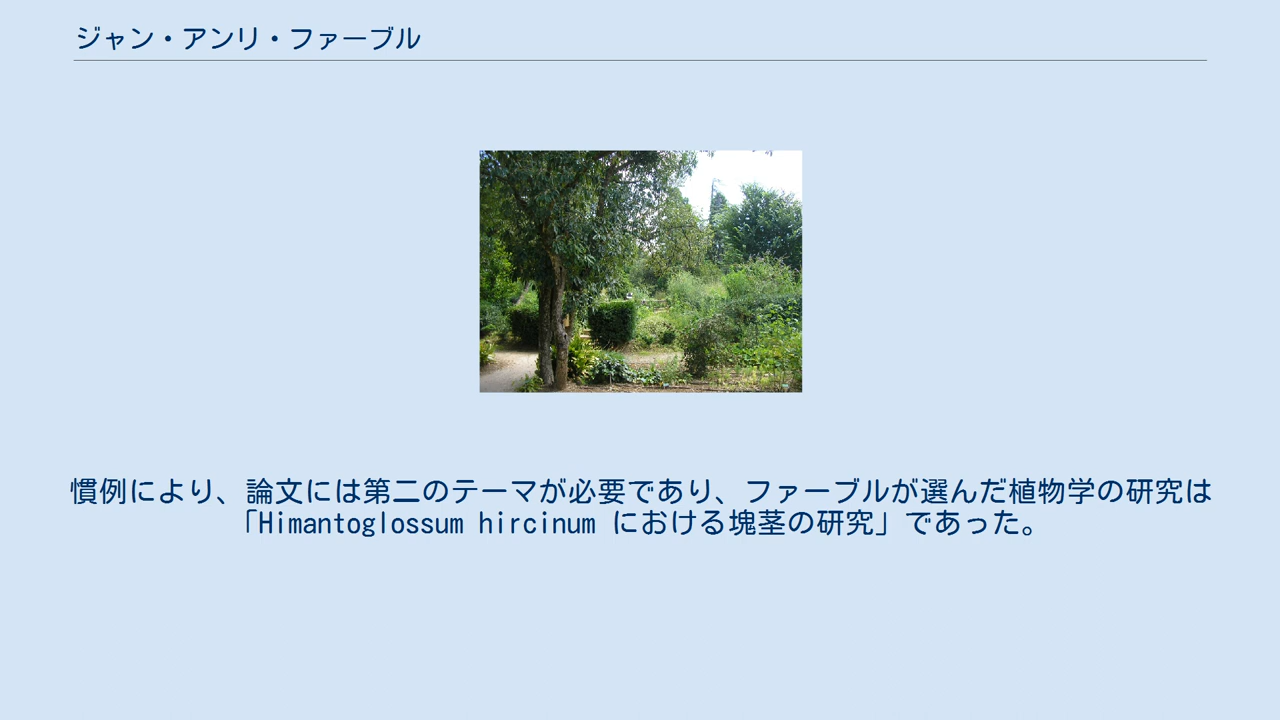 ジャン・アンリ・ファーブル
慣例により、論文には第二のテーマが必要であり、ファーブルが選んだ植物学の研究は
「Himantoglossum hircinum における塊茎の研究」であった。